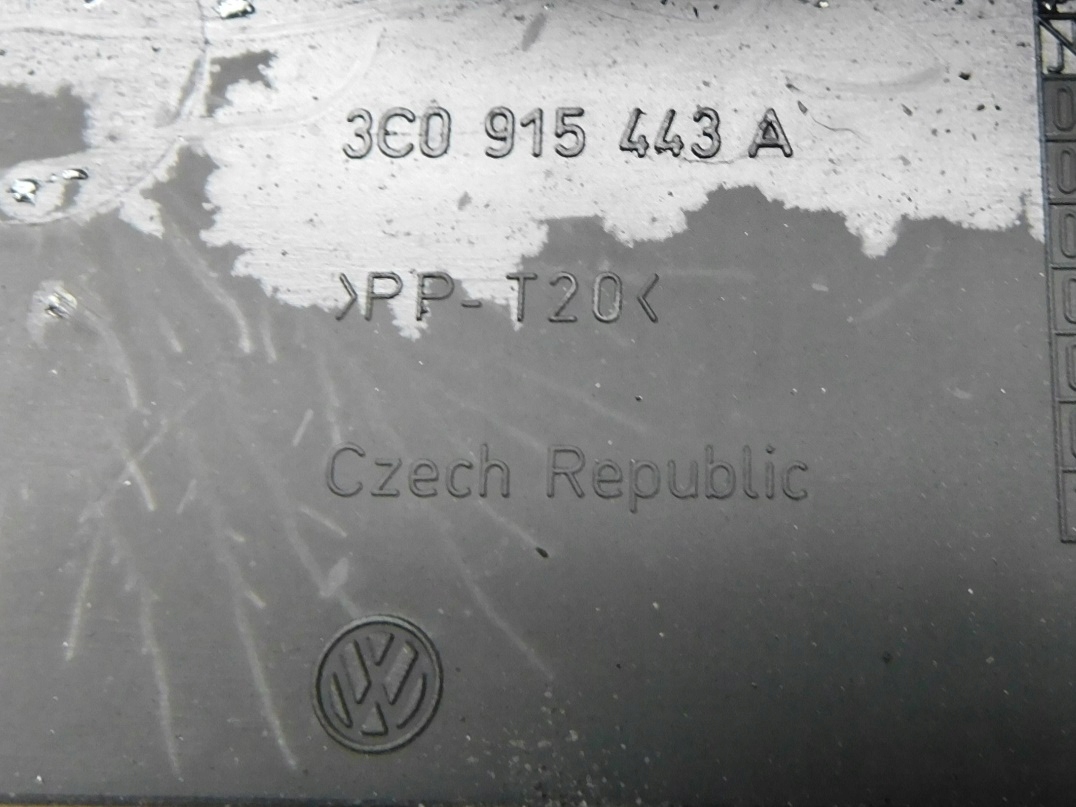 3C0 915 443 A
>PP-T20<
Czech Republic